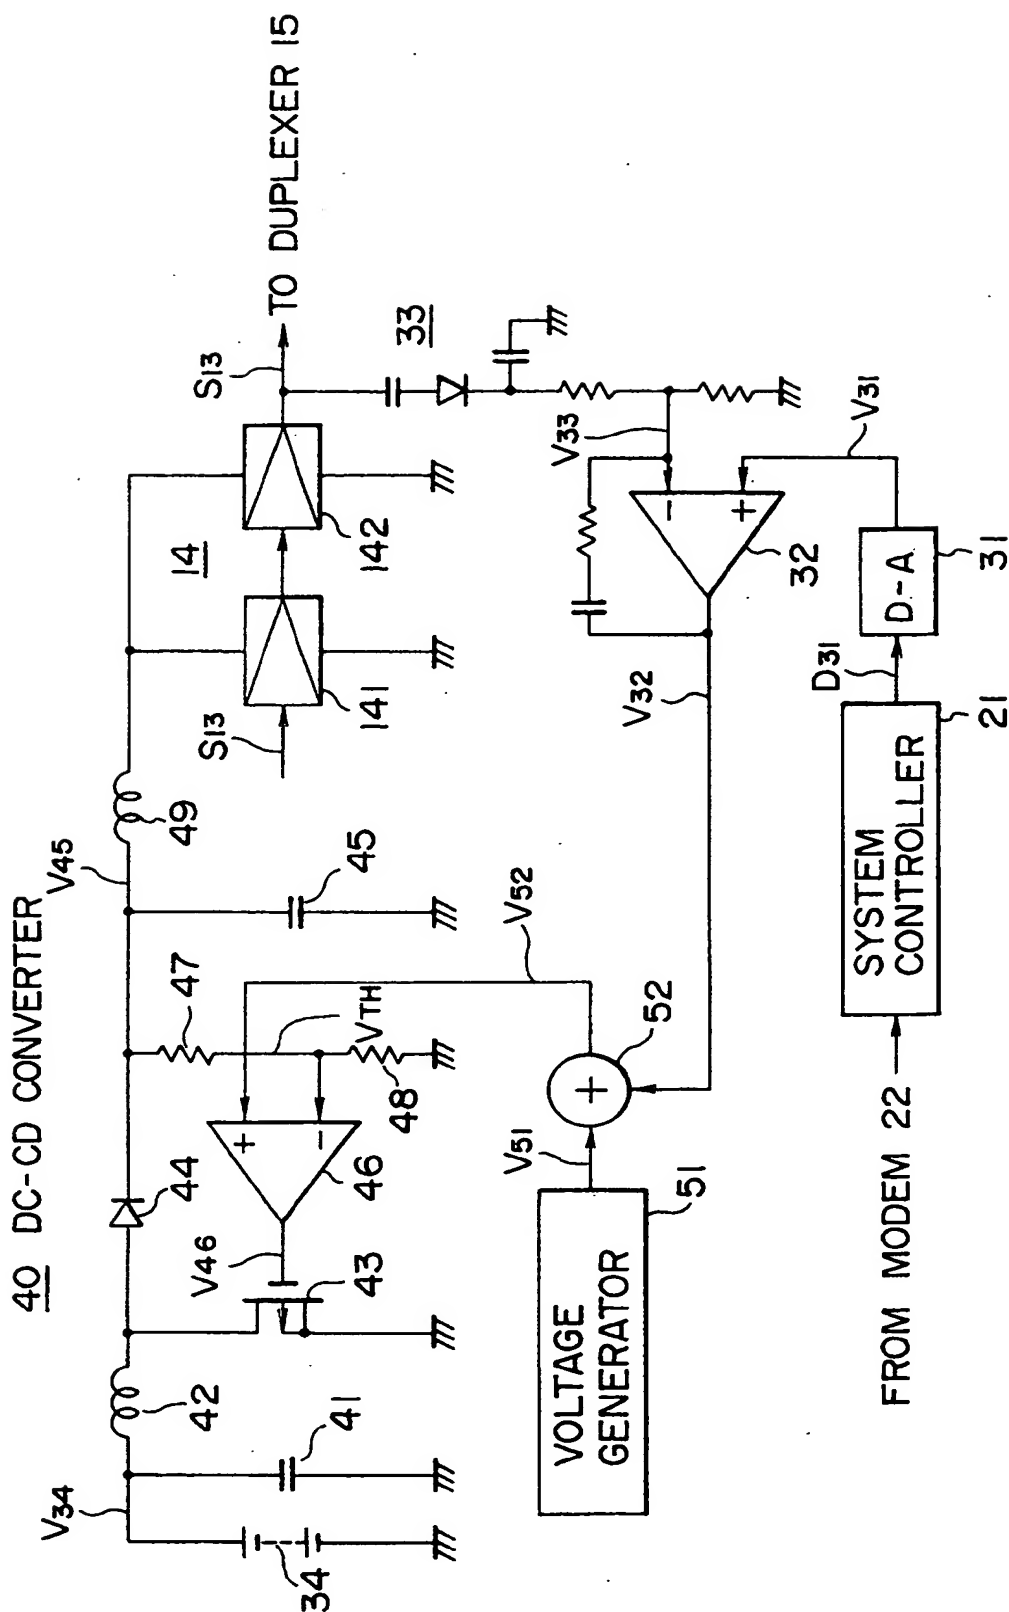 40 DC-CD CONVERTER
V34
34
41
42
43
V46
44
46
+
-
47
VTH
48
V45
45
49
V52
14
S13
141
142
S13
TO DUPLEXER 15
33
V33
-
+
32
V32
V31
31
D-A
D31
21
SYSTEM
CONTROLLER
FROM MODEM 22
52
+
V51
51
VOLTAGE
GENERATOR